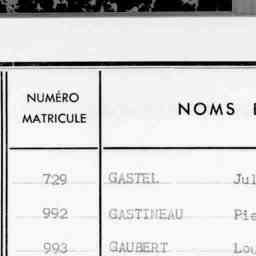 NUMÉRO
MATRICULE
NOMS
729 GASTEL Jul
992 GASTINEAU Pie
993 GAUBERT Lou